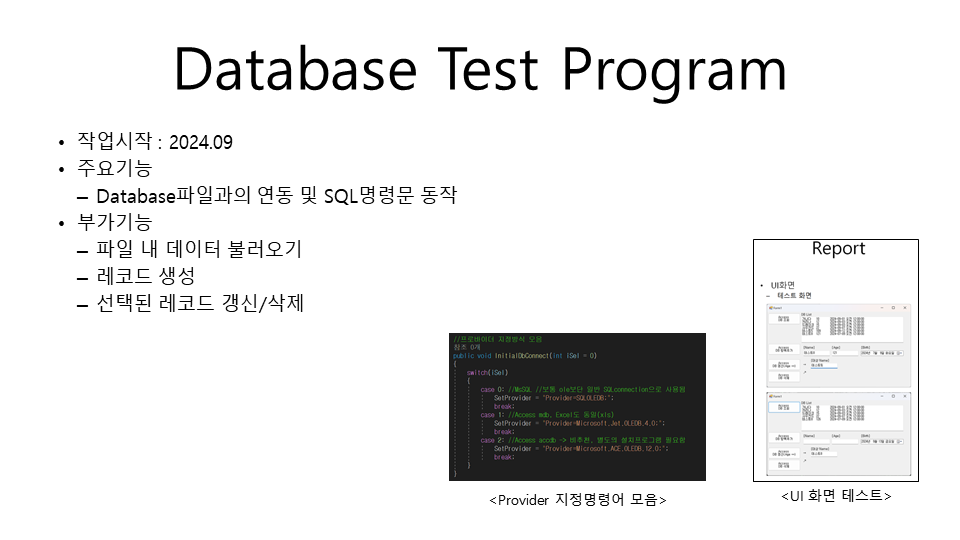 Database Test Program
• 작업시작 : 2024.09
• 주요기능
– Database파일과의 연동 및 SQL명령문 동작
• 부가기능
– 파일 내 데이터 불러오기
– 레코드 생성
– 선택된 레코드 갱신/삭제
//프로바이더 지정방식 모음
참조 0개
public void InitialDbConnect(int iSel = 0)
{
switch(iSel)
{
case 0: //MsSQL //보통 ole보단 일반 SQLconnection으로 사용됨
SetProvider = "Provider=SQLOLEDB;";
break;
case 1: //Access mdb, Excel도 동일(xls)
SetProvider = "Provider=Microsoft.Jet.OLEDB.4.0;";
break;
case 2: //Access accdb -> 비추천, 별도의 설치프로그램 필요함
SetProvider = "Provider=Microsoft.ACE.OLEDB.12.0;";
break;
}
}
<Provider 지정명령어 모음>
Report
• UI화면
– 테스트 화면
<UI 화면 테스트>